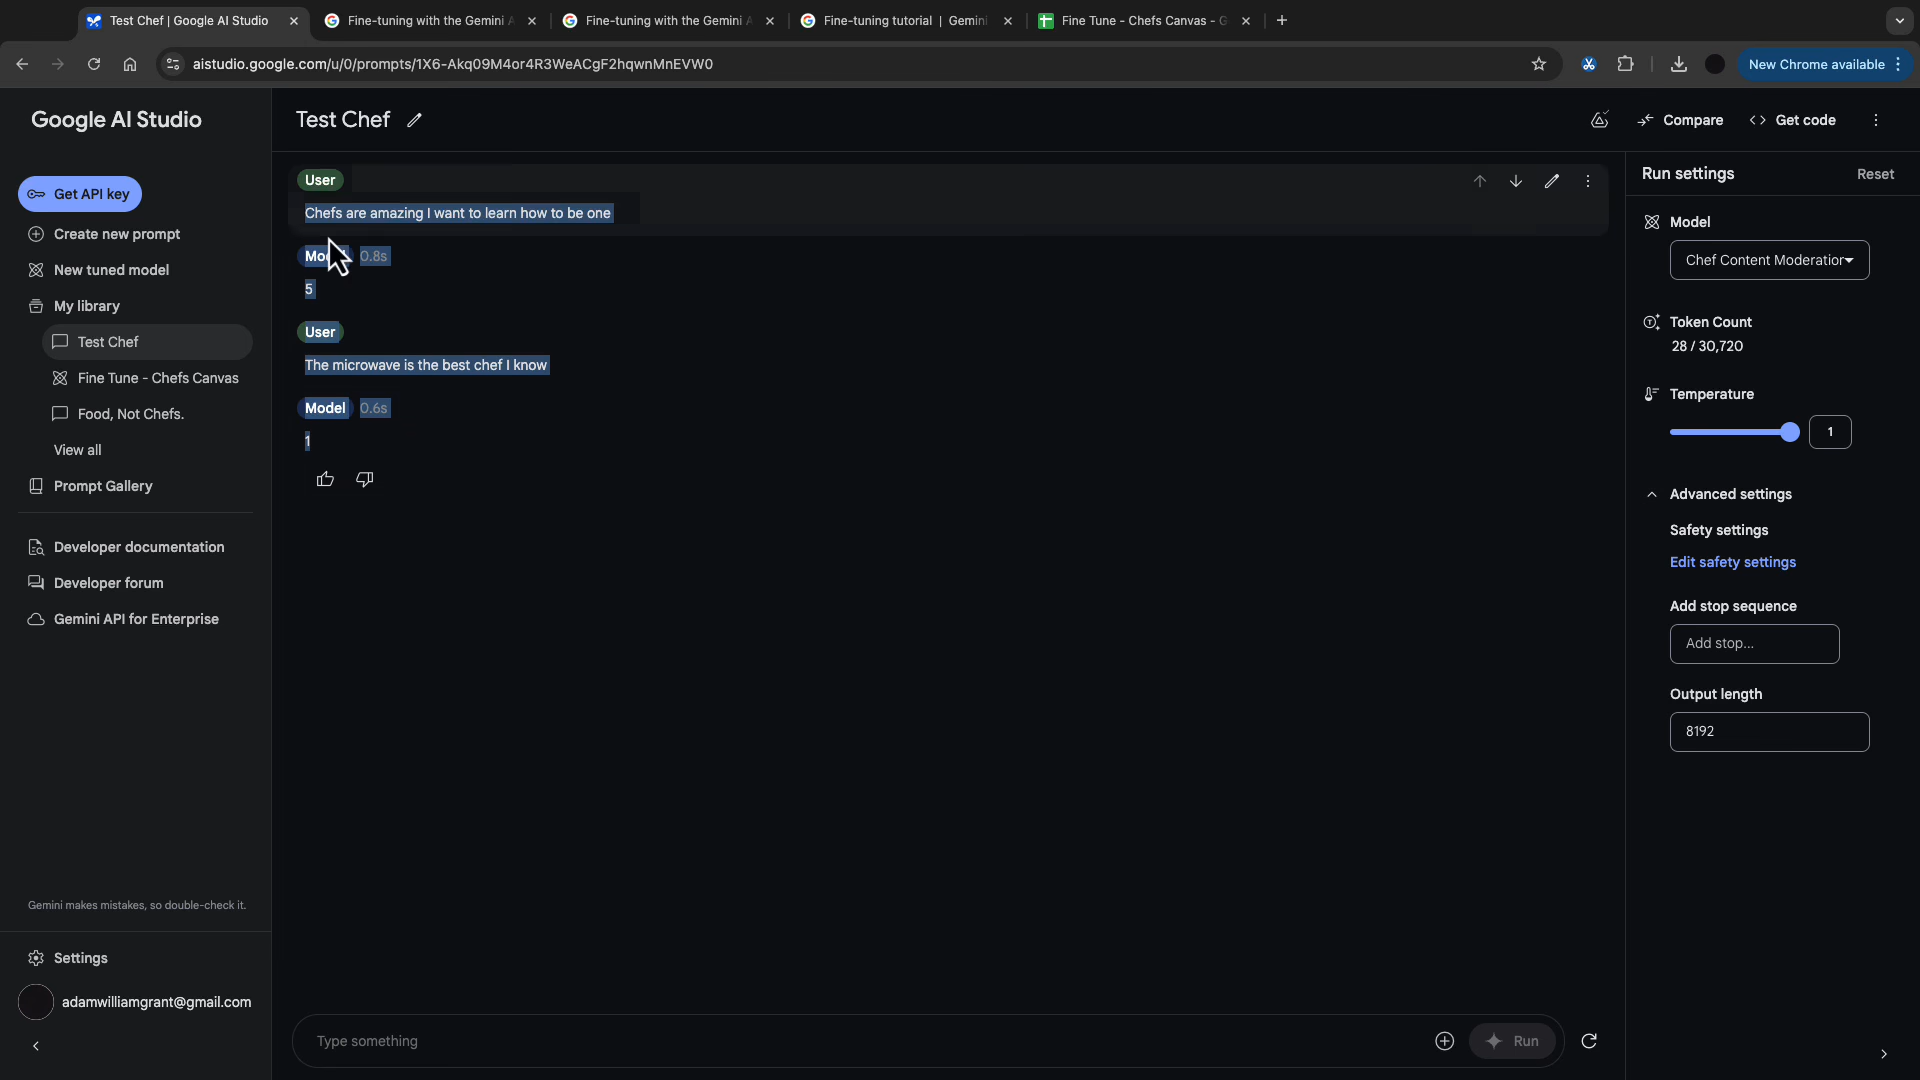 Test Chef | Google AI Studio
Fine-tuning with the Gemini A
Fine-tuning with the Gemini A
Fine-tuning tutorial | Gemini
Fine Tune - Chefs Canvas - G
aistudio.google.com/u/0/prompts/1X6-Akq09M4or4R3WeACgF2hqwnMnEVW0
New Chrome available
Google AI Studio
Get API key
Create new prompt
New tuned model
My library
Test Chef
Fine Tune - Chefs Canvas
Food, Not Chefs.
View all
Prompt Gallery
Developer documentation
Developer forum
Gemini API for Enterprise
Gemini makes mistakes, so double-check it.
Settings
adamwilliamgrant@gmail.com
Test Chef
Compare
Get code
User
Chefs are amazing I want to learn how to be one
Model 0.8s
5
User
The microwave is the best chef I know
Model 0.6s
1
Type something
Run
Run settings
Reset
Model
Chef Content Moderation
Token Count
28 / 30,720
Temperature
1
Advanced settings
Safety settings
Edit safety settings
Add stop sequence
Add stop...
Output length
8192